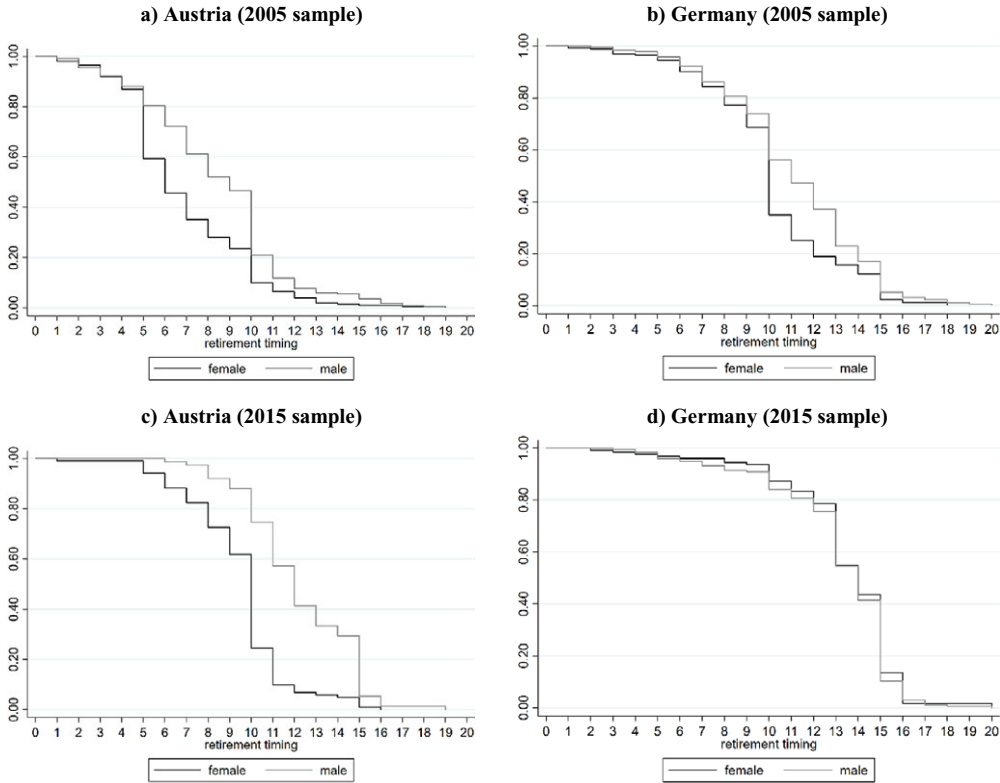 a) Austria (2005 sample)
1.00
0.80
0.60
0.40
0.20
0.00
0 1 2 3 4 5 6 7 8 9 10 11 12 13 14 15 16 17 18 19 20
retirement timing
female male
b) Germany (2005 sample)
1.00
0.80
0.60
0.40
0.20
0.00
0 1 2 3 4 5 6 7 8 9 10 11 12 13 14 15 16 17 18 19 20
retirement timing
female male
c) Austria (2015 sample)
1.00
0.80
0.60
0.40
0.20
0.00
0 1 2 3 4 5 6 7 8 9 10 11 12 13 14 15 16 17 18 19 20
retirement timing
female male
d) Germany (2015 sample)
1.00
0.80
0.60
0.40
0.20
0.00
0 1 2 3 4 5 6 7 8 9 10 11 12 13 14 15 16 17 18 19 20
retirement timing
female male